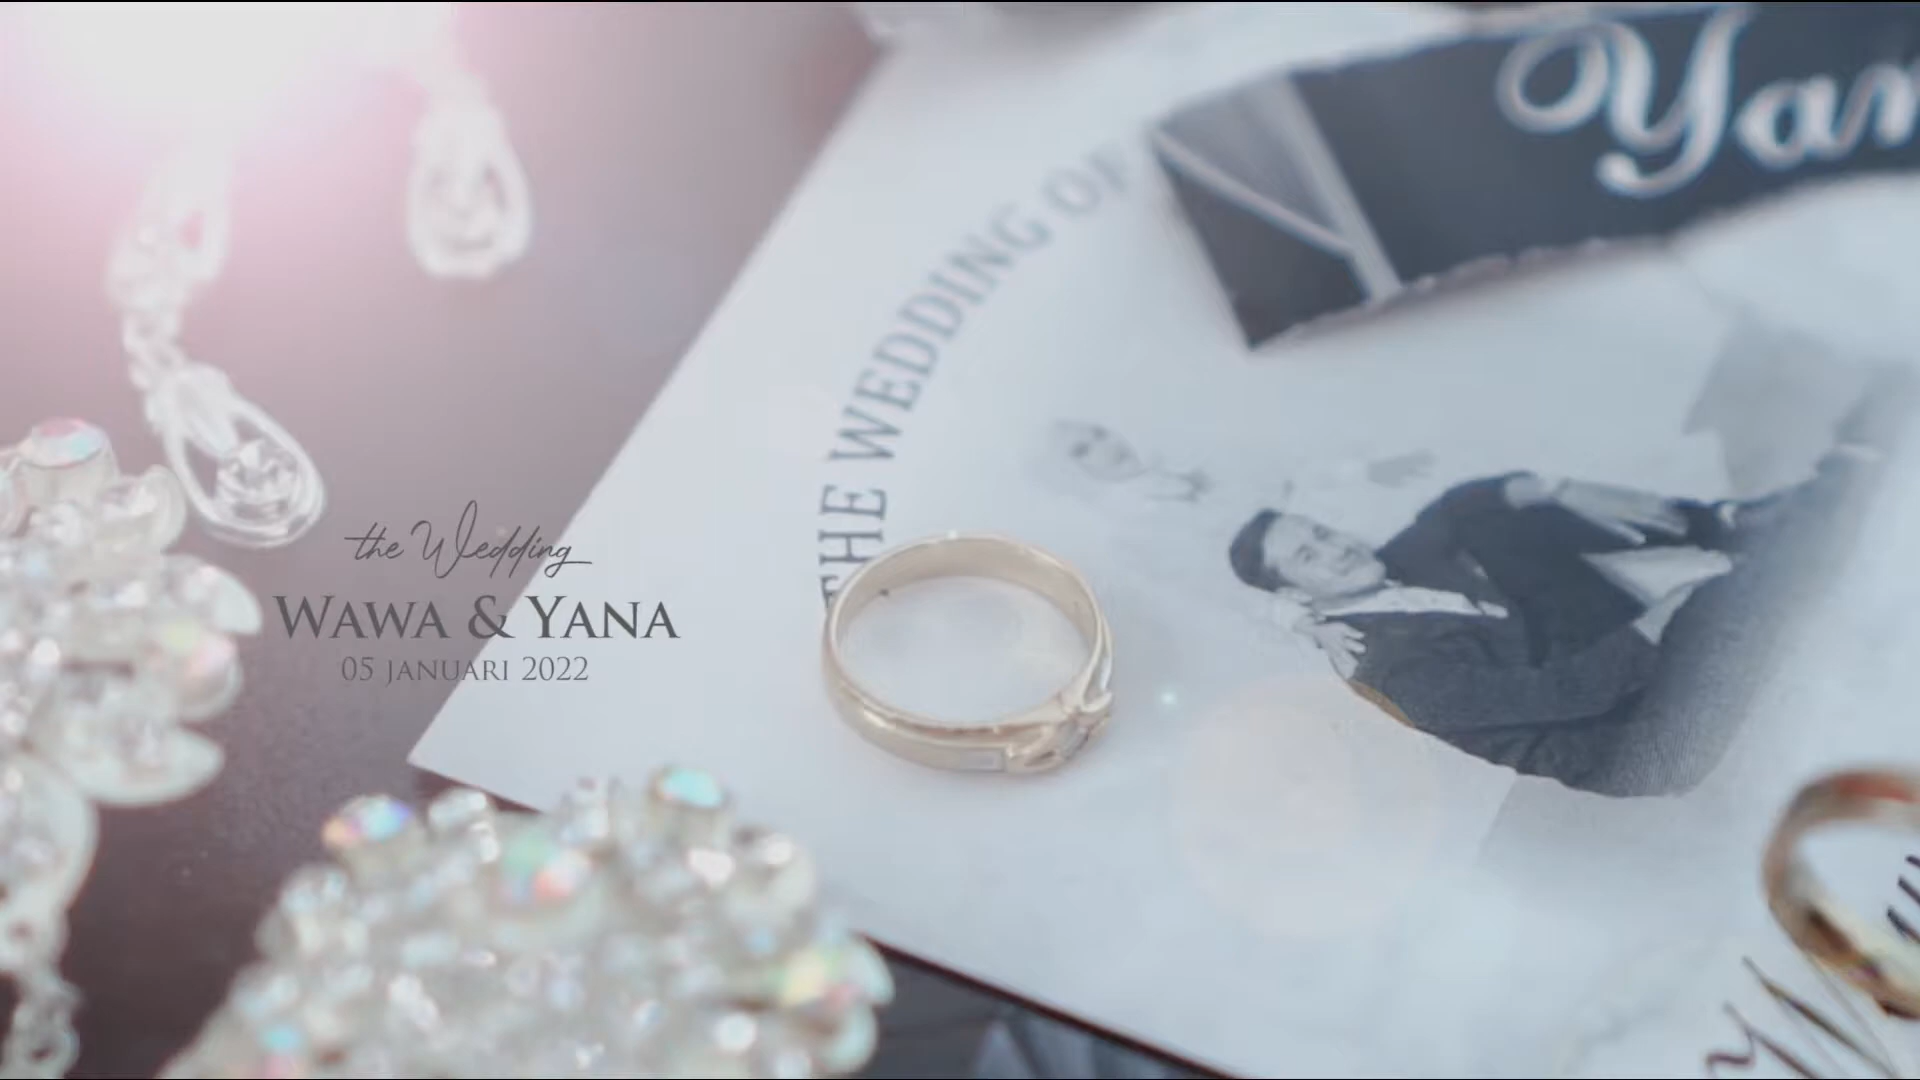 the Wedding
WAWA & YANA
05 JANUARI 2022
THE WEDDING OF
Yan